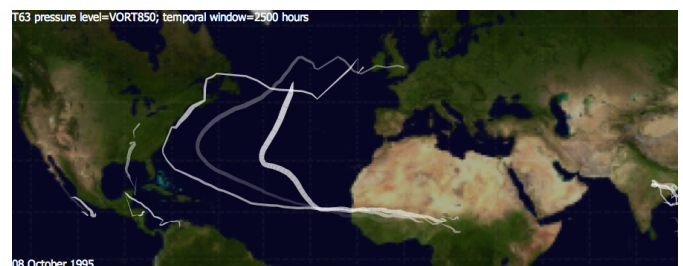 T63 pressure level=VORT850; temporal window=2500 hours
08 October 1995